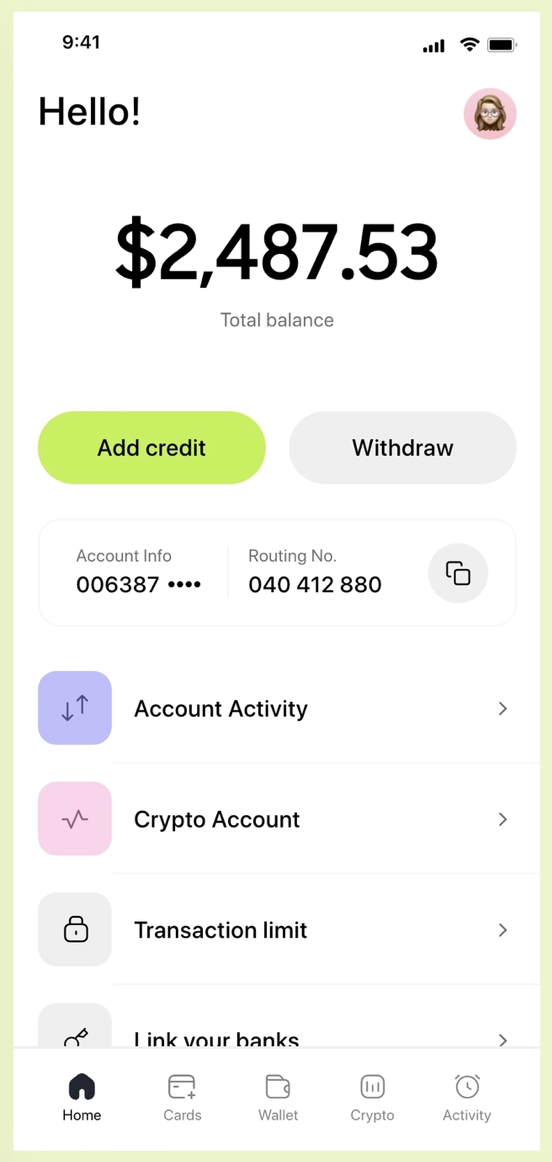 9:41
Hello!
$2,487.53
Total balance
Add credit
Withdraw
Account Info
Routing No.
006387 ••••
040 412 880
Account Activity
Crypto Account
Transaction limit
Link your banks
Home
Cards
Wallet
Crypto
Activity